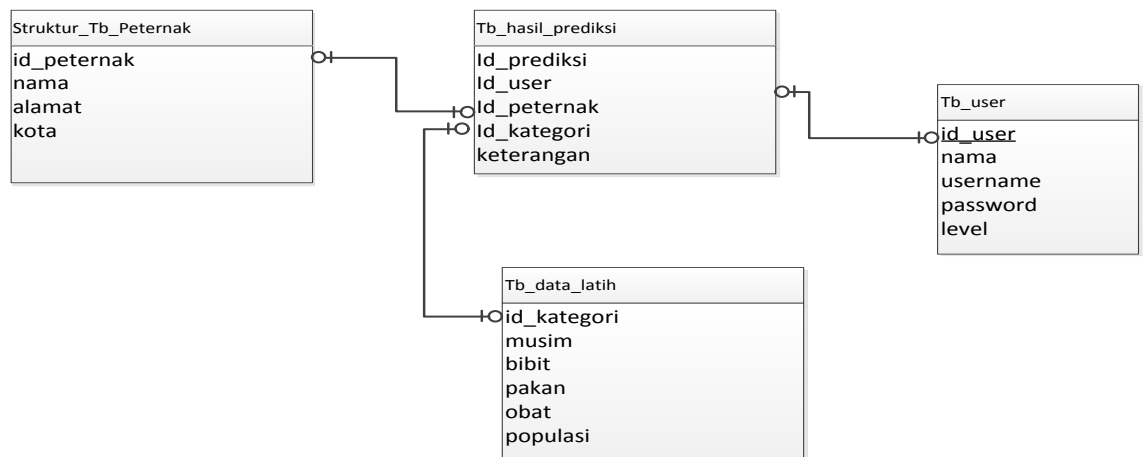 Struktur_Tb_Peternak
id_peternak
nama
alamat
kota
Tb_hasil_prediksi
Id_prediksi
Id_user
Id_peternak
Id_kategori
keterangan
Tb_user
id_user
nama
username
password
level
Tb_data_latih
id_kategori
musim
bibit
pakan
obat
populasi